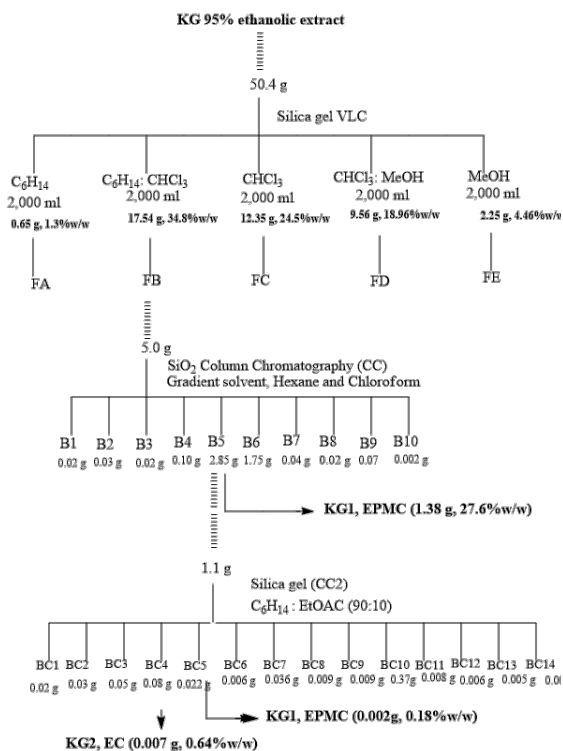 KG 95% ethanolic extract
50.4 g
Silica gel VLC
C6H14 C6H14: CHCl3 CHCl3 CHCl3: MeOH MeOH
2,000 ml 2,000 ml 2,000 ml 2,000 ml 2,000 ml
0.65 g, 1.3%w/w 17.54 g, 34.8%w/w 12.35 g, 24.5%w/w 9.56 g, 18.96%w/w 2.25 g, 4.46%w/w
FA FB FC FD FE
5.0 g
SiO2 Column Chromatography (CC)
Gradient solvent, Hexane and Chloroform
B1 B2 B3 B4 B5 B6 B7 B8 B9 B10
0.02 g 0.03 g 0.02 g 0.10 g 2.85 g 1.75 g 0.04 g 0.02 g 0.07 0.002 g
KG1, EPMC (1.38 g, 27.6%w/w)
1.1 g
Silica gel (CC2)
C6H14 : EtOAC (90:10)
BC1 BC2 BC3 BC4 BC5 BC6 BC7 BC8 BC9 BC10 BC11 BC12 BC13 BC14
0.02 g 0.03 g 0.05 g 0.08 g 0.022 g 0.006 g 0.036 g 0.009 g 0.009 g 0.37g 0.008 g 0.006 g 0.005 g
KG1, EPMC (0.002g, 0.18%w/w)
KG2, EC (0.007 g, 0.64%w/w)